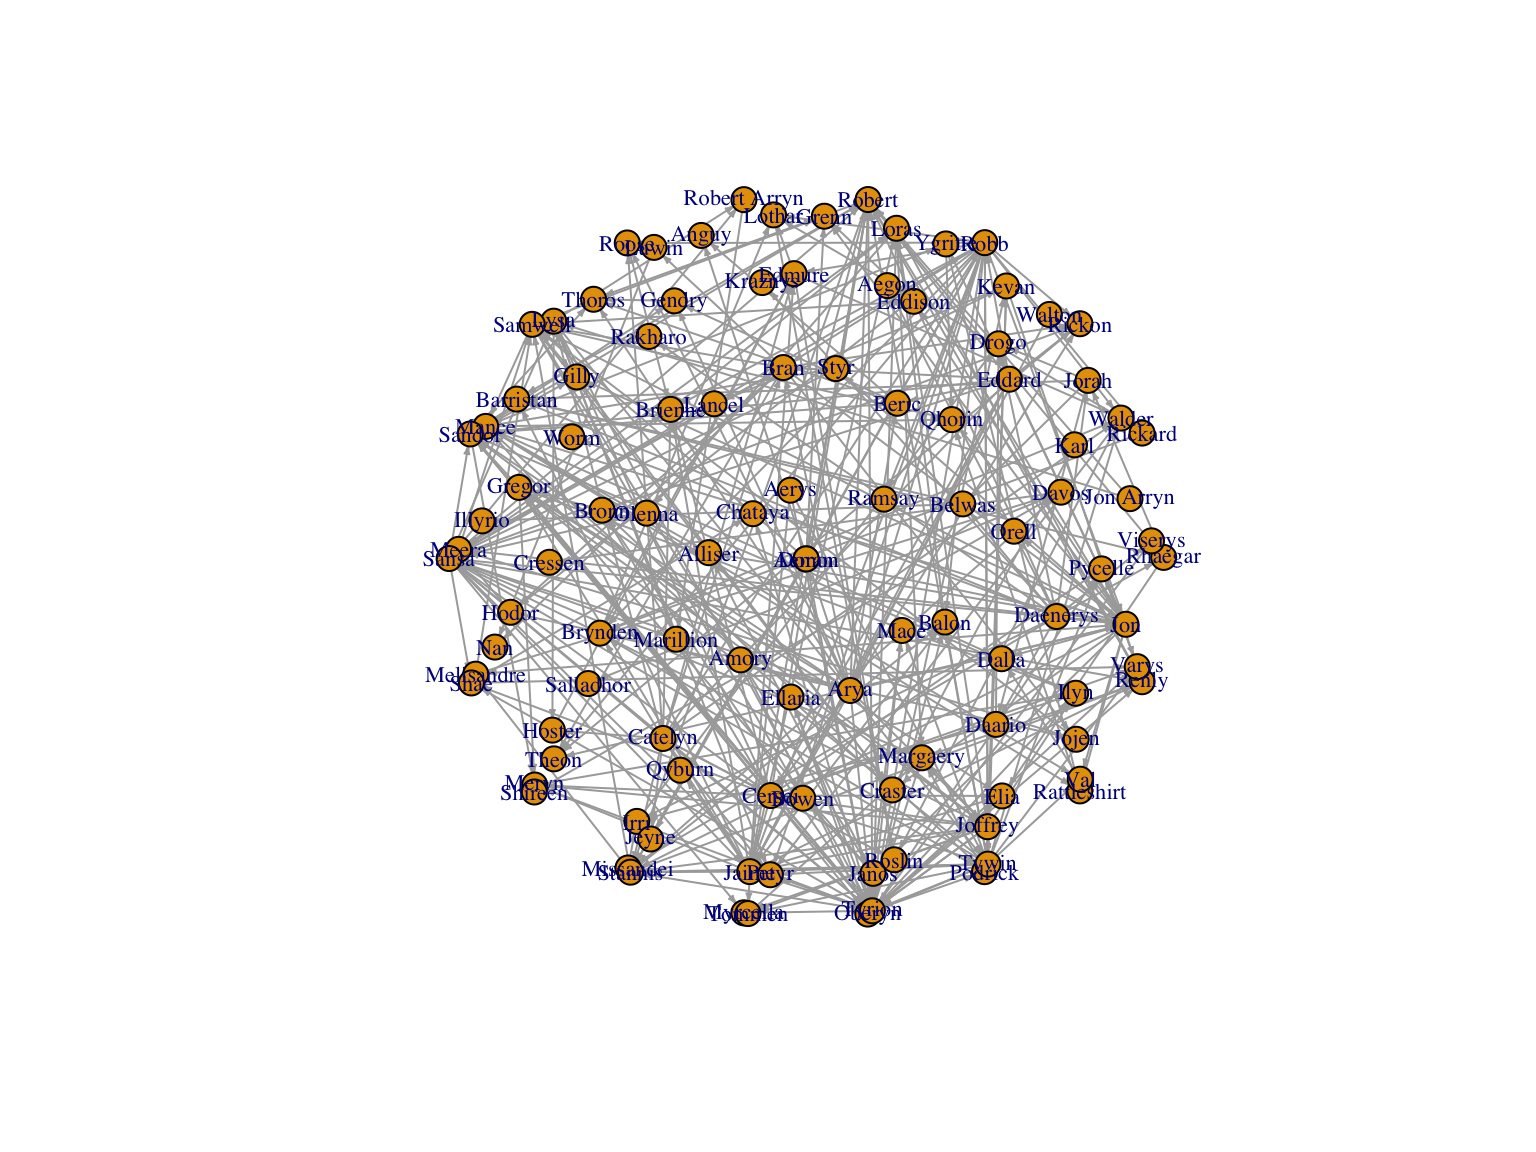 Robert Arryn
Robert
Lothar
Grenn
Loras
Anguy
Ygritte
Robb
Roose
Luwin
Edmure
Kraznys
Aegon
Kevan
Eddison
Thoros
Gendry
Walton
Rickon
Samwell
Lysa
Rakharo
Drogo
Bran
Styr
Gilly
Eddard
Jorah
Barristan
Brienne
Lancel
Beric
Qhorin
Walder
Rickard
Mance
Sandor
Worm
Karl
Gregor
Aerys
Ramsay
Davos
Jon Arryn
Illyrio
Bronn
Olenna
Chataya
Belwas
Orell
Viserys
Rhaegar
Meera
Sansa
Cressen
Alliser
Doran
Pycelle
Hodor
Daenerys
Jon
Nan
Brynden
Marillion
Mace
Balon
Amory
Dalla
Varys
Melisandre
Shae
Salladhor
Ellaria
Arya
Ilyn
Renly
Hoster
Catelyn
Daario
Jojen
Theon
Qyburn
Margaery
Meryn
Shireen
Cersei
Bowen
Craster
Elia
Val
Rattleshirt
Irri
Jeyne
Joffrey
Missandei
Stannis
Jaime
Petyr
Janos
Roslin
Tywin
Podrick
Myrcella
Tommen
Oberyn
Tyrion